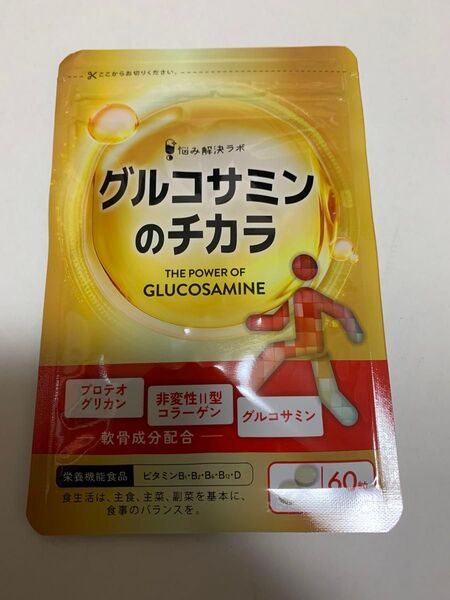 ここからお切りください。
悩み解決ラボ
グルコサミン
のチカラ
THE POWER OF
GLUCOSAMINE
プロテオ
グリカン
非変性II型
コラーゲン
グルコサミン
軟骨成分配合
栄養機能食品
ビタミンB₁・B₂・B₆・B₁₂・D
60粒
食生活は、主食、主菜、副菜を基本に、
食事のバランスを。